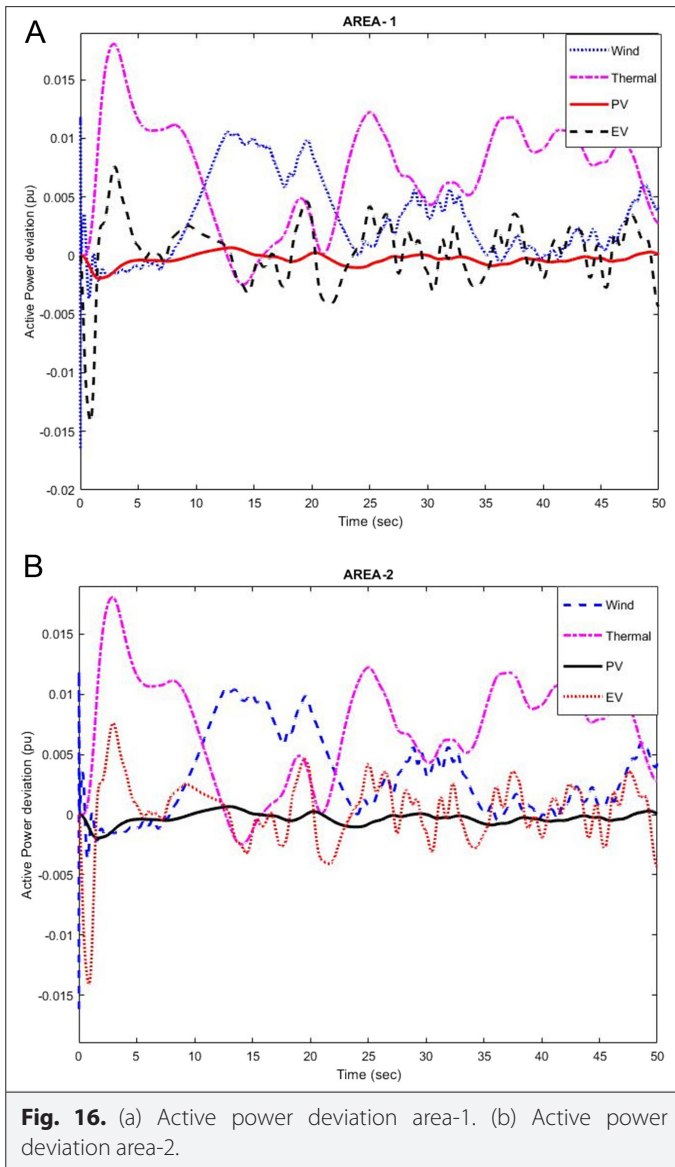 A
AREA- 1
Wind
Thermal
PV
EV
Active Power deviation (pu)
0.015
0.01
0.005
0
-0.005
-0.01
-0.015
-0.02
0 5 10 15 20 25 30 35 40 45 50
Time (sec)
B
AREA-2
Wind
Thermal
PV
EV
Active Power deviation (pu)
0.015
0.01
0.005
0
-0.005
-0.01
-0.015
0 5 10 15 20 25 30 35 40 45 50
Time (sec)
Fig. 16. (a) Active power deviation area-1. (b) Active power
deviation area-2.